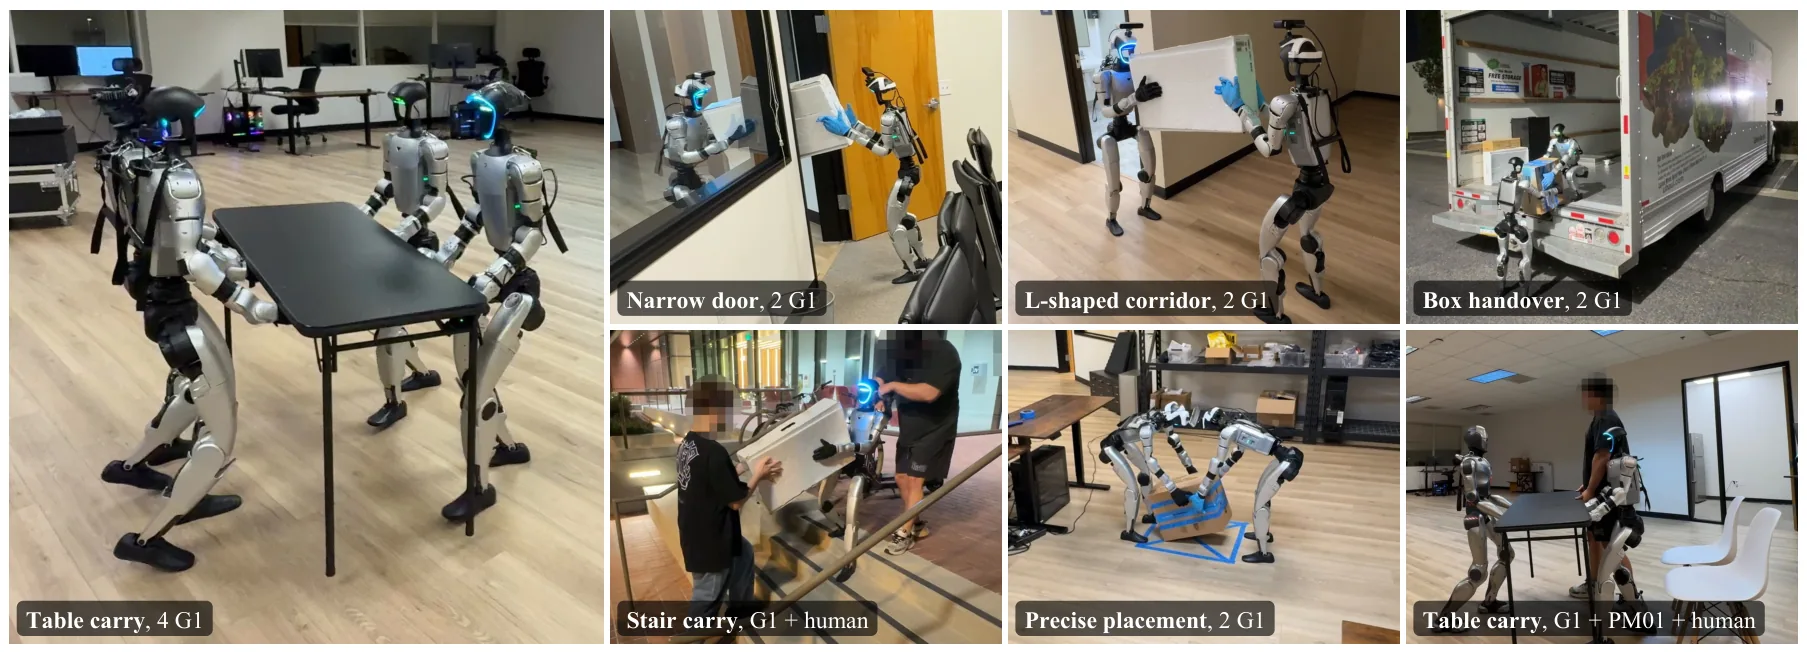 Table carry, 4 G1
Narrow door, 2 G1
L-shaped corridor, 2 G1
FREE STORAGE
Box handover, 2 G1
Stair carry, G1 + human
Precise placement, 2 G1
Table carry, G1 + PM01 + human